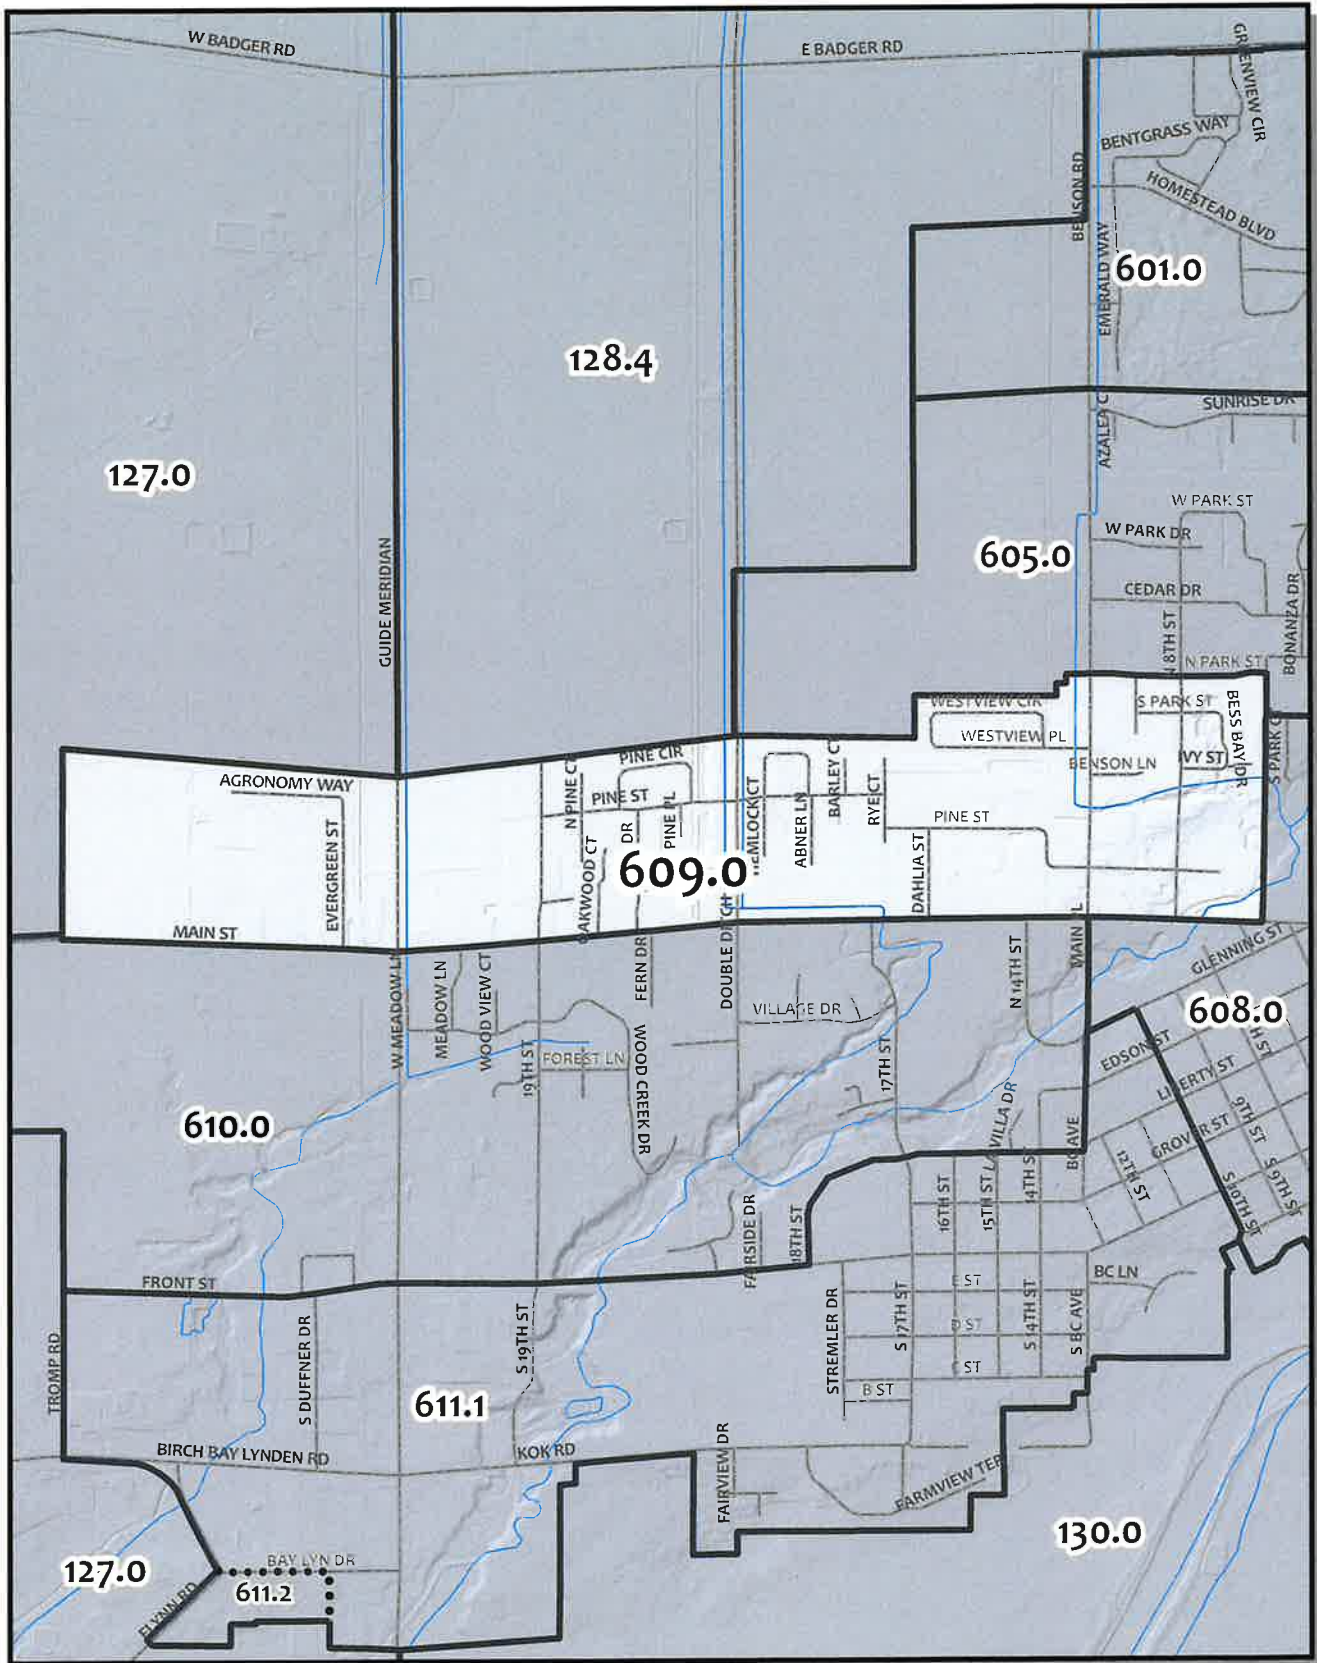 W BADGER RD
E BADGER RD
GREENVIEW CIR
BENTGRASS WAY
BENSON RD
HOMESTEAD BLVD
EMERALD WAY
601.0
128.4
127.0
SUNRISE DR
W PARK ST
W PARK DR
605.0
CEDAR DR
GUIDE MERIDIAN
N 8TH ST
BONANZA DR
N PARK ST
WESTVIEW CIR
S PARK ST
BESS BAY DR
WESTVIEW PL
BENSON LN
IVY ST
PINE CIR
AGRONOMY WAY
N PINE CT
PINE ST
PINE PL
HEMLOCK CT
ABNER LN
BARLEY CT
RYE CT
PINE ST
DAHLIA ST
EVERGREEN ST
OAKWOOD CT
DR
609.0
MAIN ST
MAIN
DOUBLE
W MEADOW LN
MEADOW LN
WOOD VIEW CT
FERN DR
N 14TH ST
GLENNING ST
VILLAGE DR
608.0
19TH ST
FOREST LN
WOOD CREEK DR
17TH ST
EDSON ST
LIBERTY ST
9TH ST
GROVER ST
LA VILLA DR
610.0
BC AVE
12TH ST
S 10TH ST
S 9TH ST
16TH ST
15TH ST
14TH ST
FAIRSIDE DR
18TH ST
FRONT ST
BC LN
E ST
TROMP RD
S DUFFNER DR
S 19TH ST
STREMLER DR
S 17TH ST
D ST
S 14TH ST
S BC AVE
C ST
B ST
611.1
BIRCH BAY LYNDEN RD
KOK RD
FAIRVIEW DR
FARMVIEW TER
130.0
127.0
BAY LYN DR
611.2
FLYNN RD